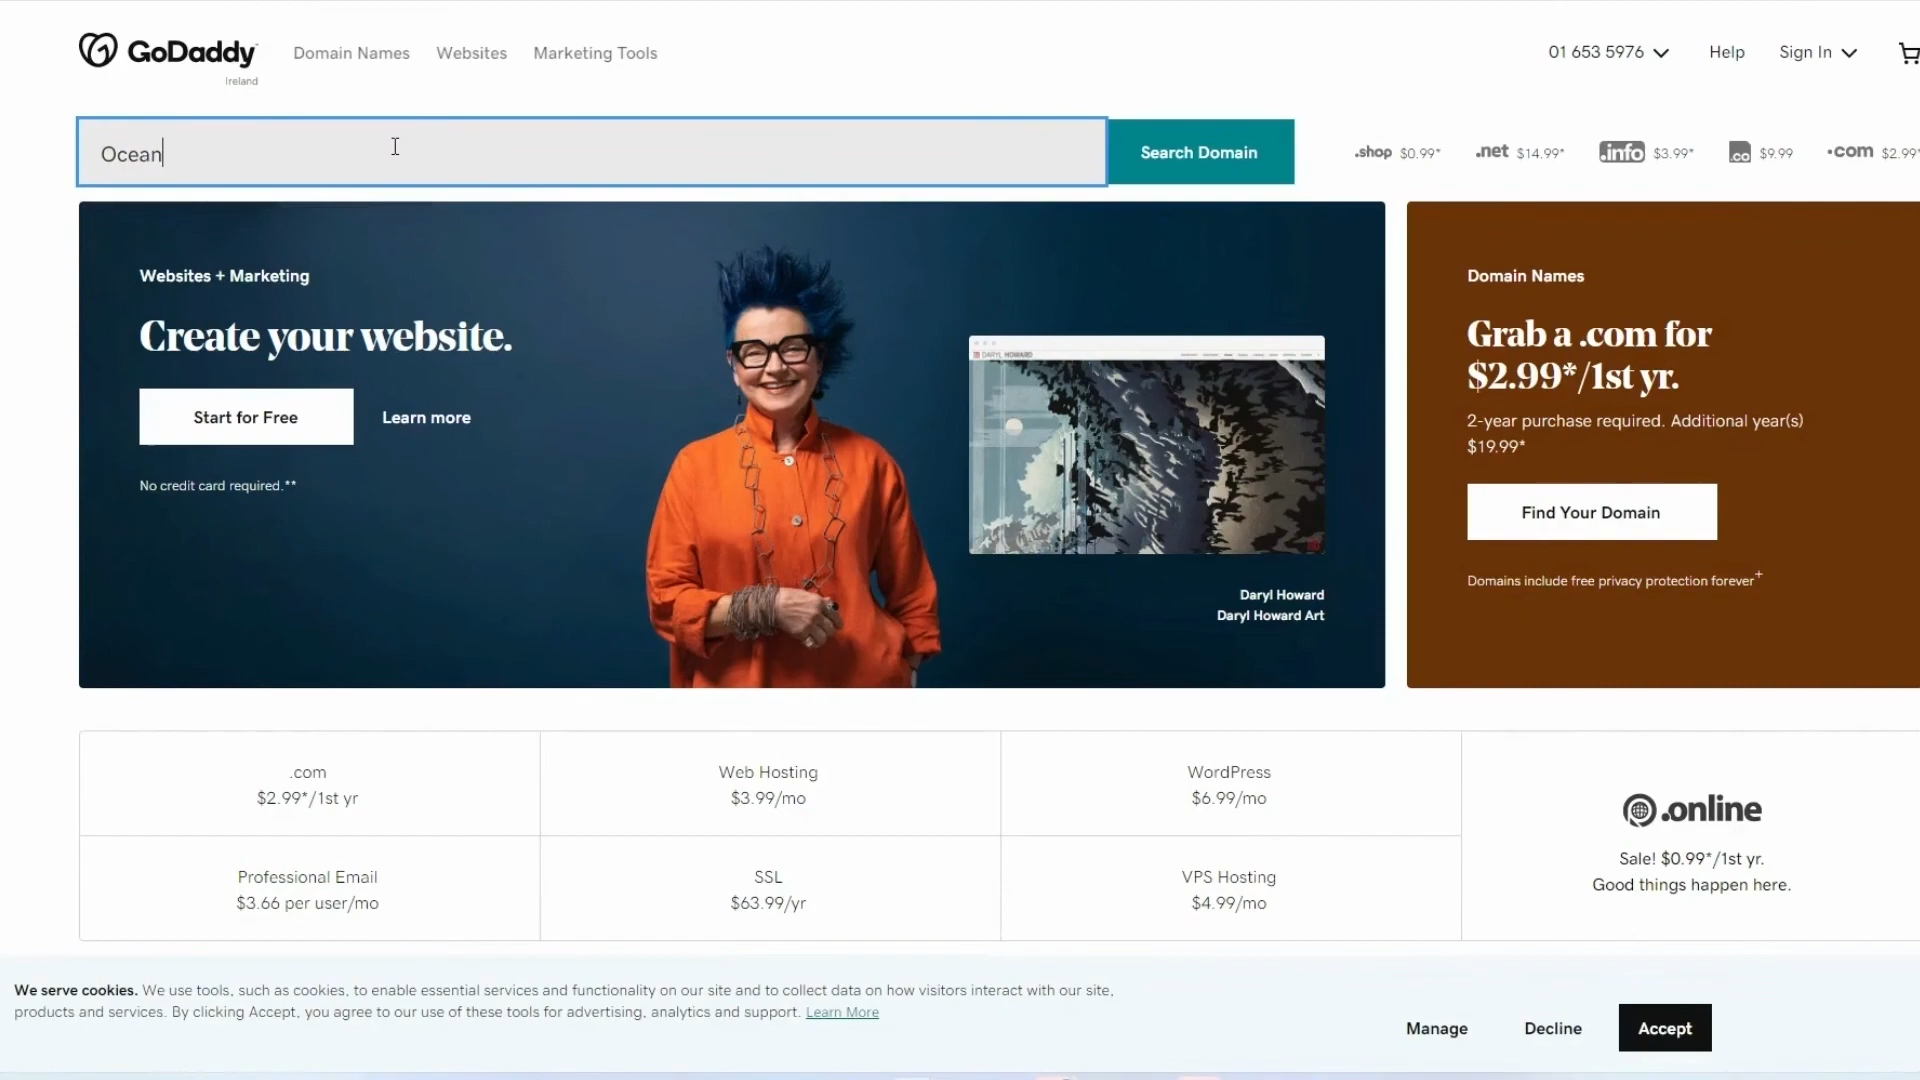 GoDaddy
Ireland
Domain Names
Websites
Marketing Tools
01 653 5976
Help
Sign In
Ocean
Search Domain
.shop $0.99*
.net $14.99*
.info $3.99*
.co $9.99
.com $2.99*
Websites + Marketing
Create your website.
Start for Free
Learn more
No credit card required.**
DARYL HOWARD
Daryl Howard
Daryl Howard Art
Domain Names
Grab a .com for
$2.99*/1st yr.
2-year purchase required. Additional year(s)
$19.99*
Find Your Domain
Domains include free privacy protection forever+
.com
$2.99*/1st yr
Web Hosting
$3.99/mo
WordPress
$6.99/mo
Professional Email
$3.66 per user/mo
SSL
$63.99/yr
VPS Hosting
$4.99/mo
.online
Sale! $0.99*/1st yr.
Good things happen here.
We serve cookies. We use tools, such as cookies, to enable essential services and functionality on our site and to collect data on how visitors interact with our site,
products and services. By clicking Accept, you agree to our use of these tools for advertising, analytics and support. Learn More
Manage
Decline
Accept